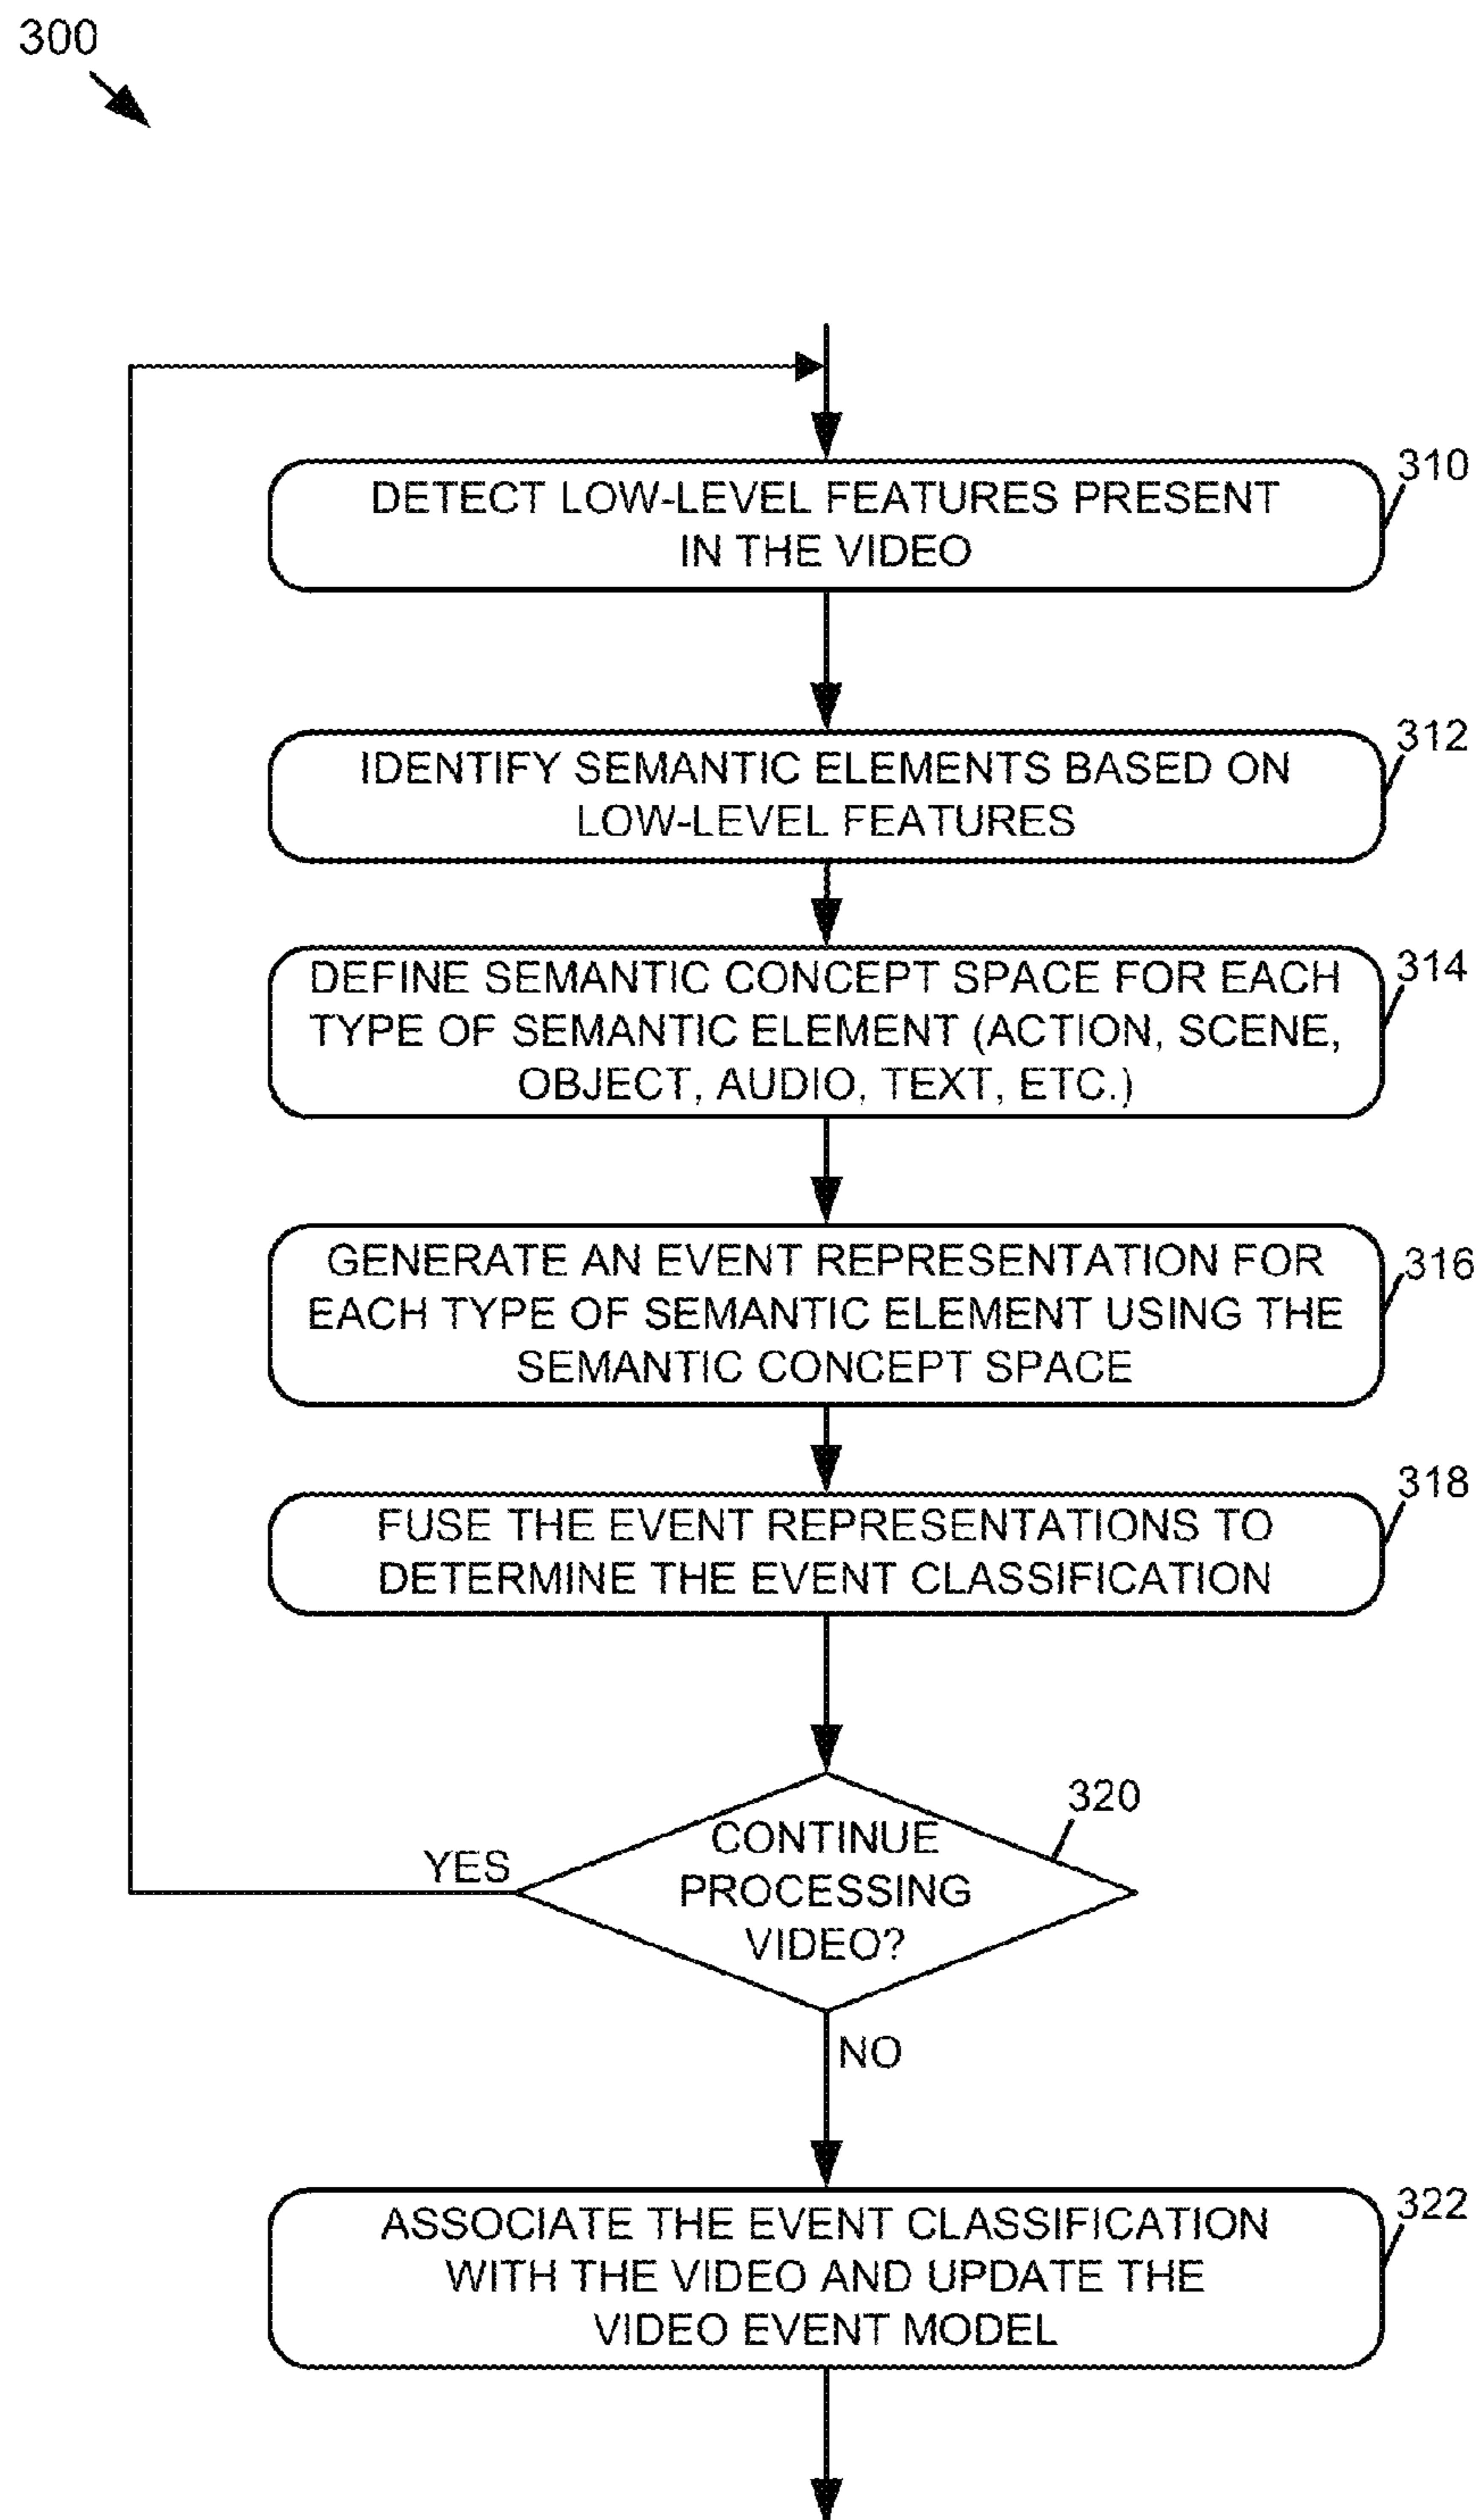 300
310
DETECT LOW-LEVEL FEATURES PRESENT
IN THE VIDEO
312
IDENTIFY SEMANTIC ELEMENTS BASED ON
LOW-LEVEL FEATURES
314
DEFINE SEMANTIC CONCEPT SPACE FOR EACH
TYPE OF SEMANTIC ELEMENT (ACTION, SCENE,
OBJECT, AUDIO, TEXT, ETC.)
316
GENERATE AN EVENT REPRESENTATION FOR
EACH TYPE OF SEMANTIC ELEMENT USING THE
SEMANTIC CONCEPT SPACE
318
FUSE THE EVENT REPRESENTATIONS TO
DETERMINE THE EVENT CLASSIFICATION
320
CONTINUE
PROCESSING
VIDEO?
YES
NO
322
ASSOCIATE THE EVENT CLASSIFICATION
WITH THE VIDEO AND UPDATE THE
VIDEO EVENT MODEL